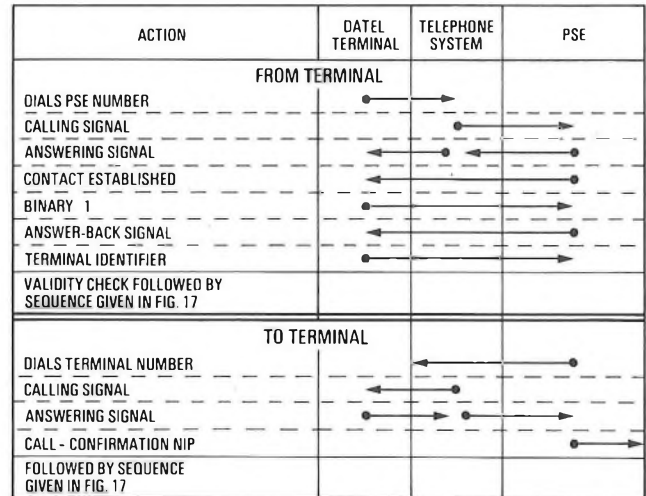 ACTION
DATEL
TERMINAL
TELEPHONE
SYSTEM
PSE
FROM TERMINAL
DIALS PSE NUMBER
CALLING SIGNAL
ANSWERING SIGNAL
CONTACT ESTABLISHED
BINARY 1
ANSWER-BACK SIGNAL
TERMINAL IDENTIFIER
VALIDITY CHECK FOLLOWED BY
SEQUENCE GIVEN IN FIG. 17
TO TERMINAL
DIALS TERMINAL NUMBER
CALLING SIGNAL
ANSWERING SIGNAL
CALL - CONFIRMATION NIP
FOLLOWED BY SEQUENCE
GIVEN IN FIG. 17